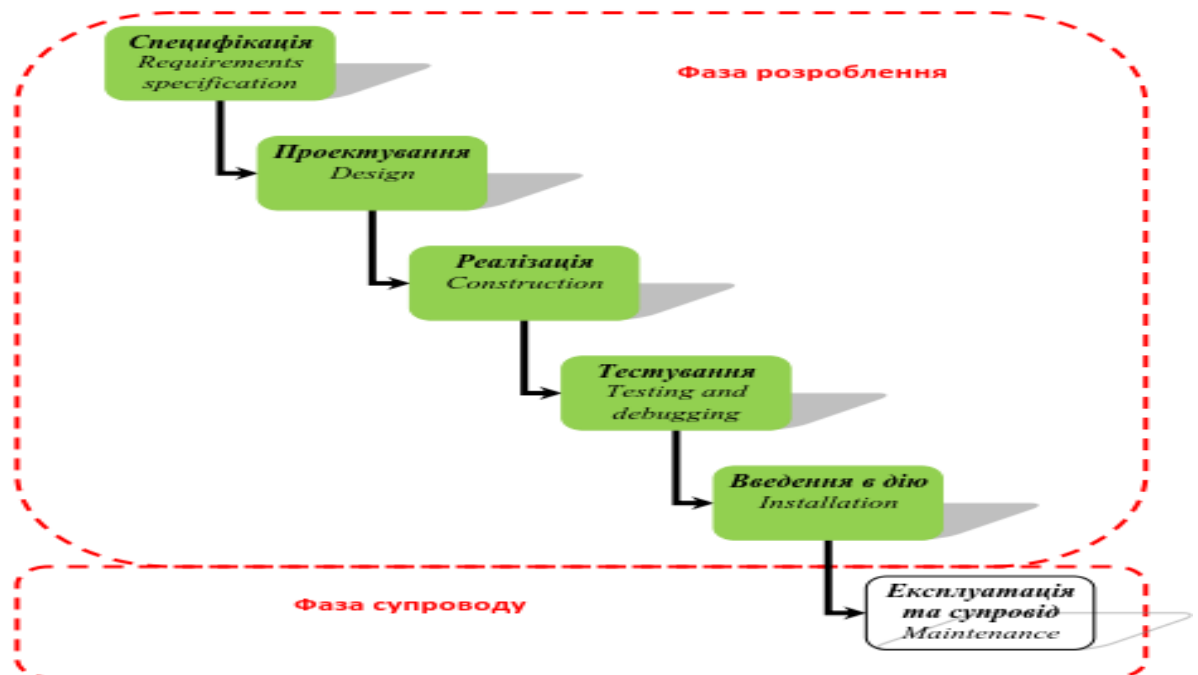 Специфікація
Requirements
specification
Фаза розроблення
Проектування
Design
Реалізація
Construction
Тестування
Testing and
debugging
Введення в дію
Installation
Фаза супроводу
Експлуатація
та супровід
Maintenance